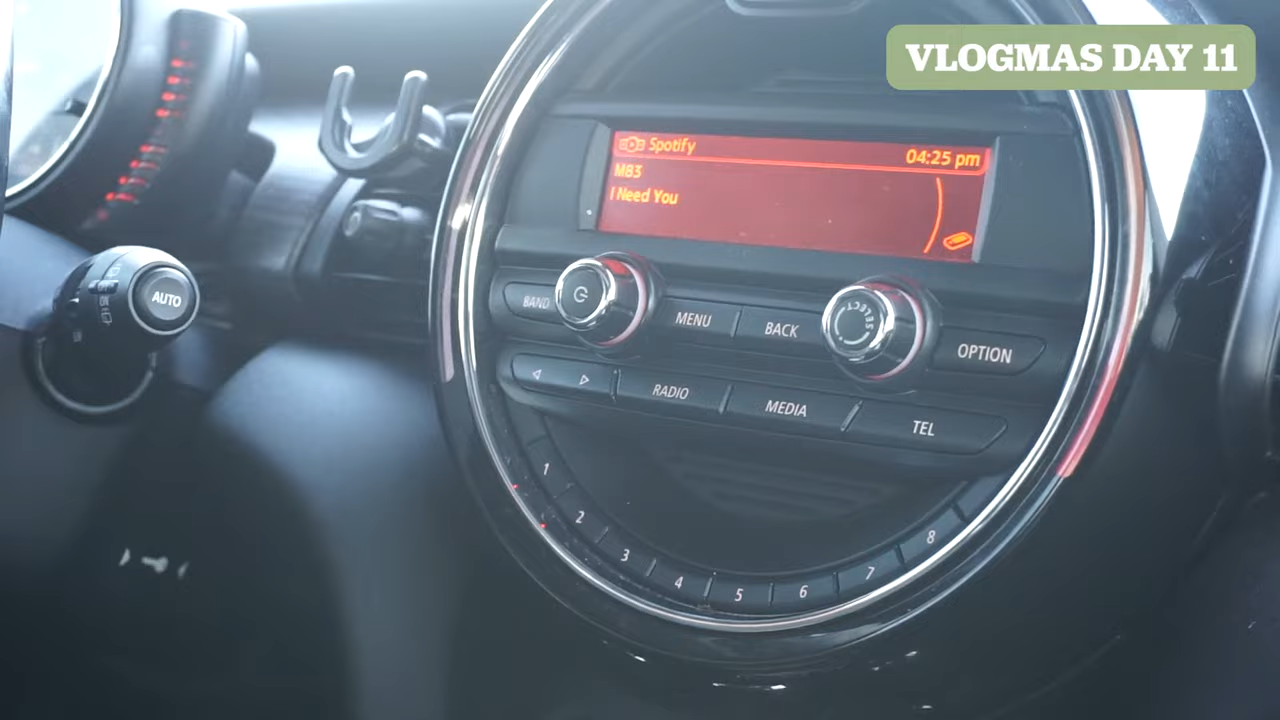 VLOGMAS DAY 11
Spotify
04:25 pm
M83
I Need You
AUTO
BAND
MENU
BACK
SELECT
OPTION
RADIO
MEDIA
TEL
1
2
3
4
5
6
7
8